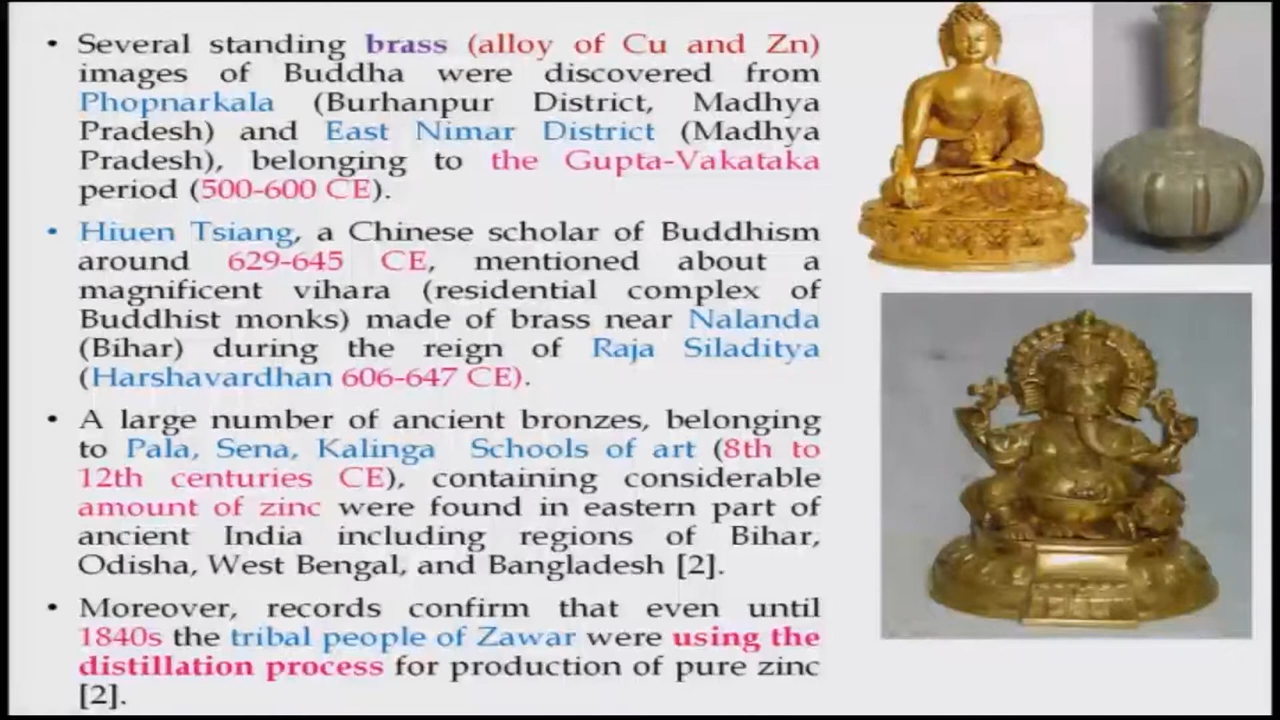 • Several standing brass (alloy of Cu and Zn)
images of Buddha were discovered from
Phopnarkala (Burhanpur District, Madhya
Pradesh) and East Nimar District (Madhya
Pradesh), belonging to the Gupta-Vakataka
period (500-600 CE).
• Hiuen Tsiang, a Chinese scholar of Buddhism
around 629-645 CE, mentioned about a
magnificent vihara (residential complex of
Buddhist monks) made of brass near Nalanda
(Bihar) during the reign of Raja Siladitya
(Harshavardhan 606-647 CE).
• A large number of ancient bronzes, belonging
to Pala, Sena, Kalinga Schools of art (8th to
12th centuries CE), containing considerable
amount of zinc were found in eastern part of
ancient India including regions of Bihar,
Odisha, West Bengal, and Bangladesh [2].
• Moreover, records confirm that even until
1840s the tribal people of Zawar were using the
distillation process for production of pure zinc
[2].